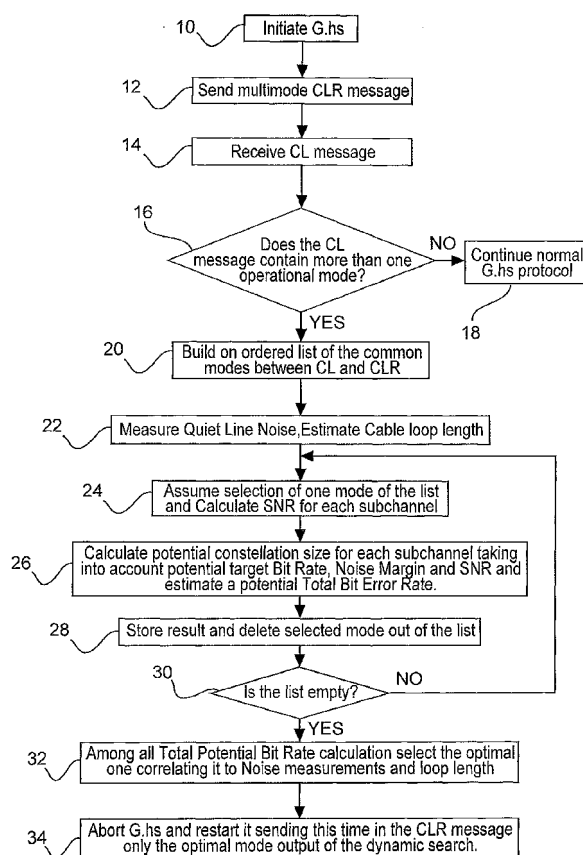 10
Initiate G.hs
12
Send multimode CLR message
14
Receive CL message
16
Does the CL
message contain more than one
operational mode?
NO
Continue normal
G.hs protocol
18
YES
20
Build on ordered list of the common
modes between CL and CLR
22
Measure Quiet Line Noise,Estimate Cable loop length
24
Assume selection of one mode of the list
and Calculate SNR for each subchannel
26
Calculate potential constellation size for each subchannel taking
into account potential target Bit Rate, Noise Margin and SNR and
estimate a potential Total Bit Error Rate.
28
Store result and delete selected mode out of the list
30
Is the list empty?
NO
YES
32
Among all Total Potential Bit Rate calculation select the optimal
one correlating it to Noise measurements and loop length
34
Abort G.hs and restart it sending this time in the CLR message
only the optimal mode output of the dynamic search.